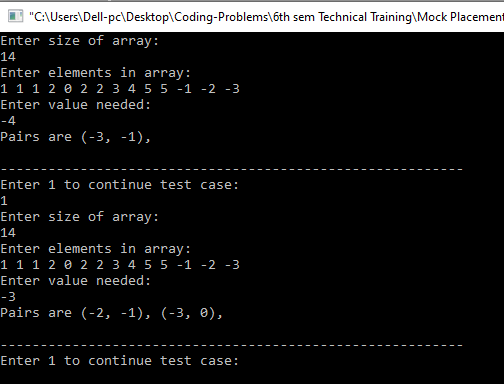 "C:\Users\Dell-pc\Desktop\Coding-Problems\6th sem Technical Training\Mock Placement
Enter size of array:
14
Enter elements in array:
1 1 1 2 0 2 2 3 4 5 5 -1 -2 -3
Enter value needed:
-4
Pairs are (-3, -1),
----------------------------------------------------------
Enter 1 to continue test case:
1
Enter size of array:
14
Enter elements in array:
1 1 1 2 0 2 2 3 4 5 5 -1 -2 -3
Enter value needed:
-3
Pairs are (-2, -1), (-3, 0),
----------------------------------------------------------
Enter 1 to continue test case: